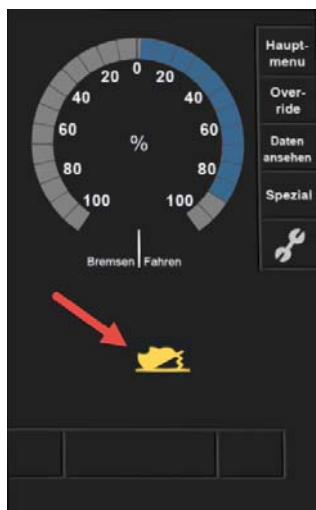 0
20 20
40 40
60 60
%
80 80
100 100
Bremsen Fahren
Haupt-
menu
Over-
ride
Daten
ansehen
Spezial